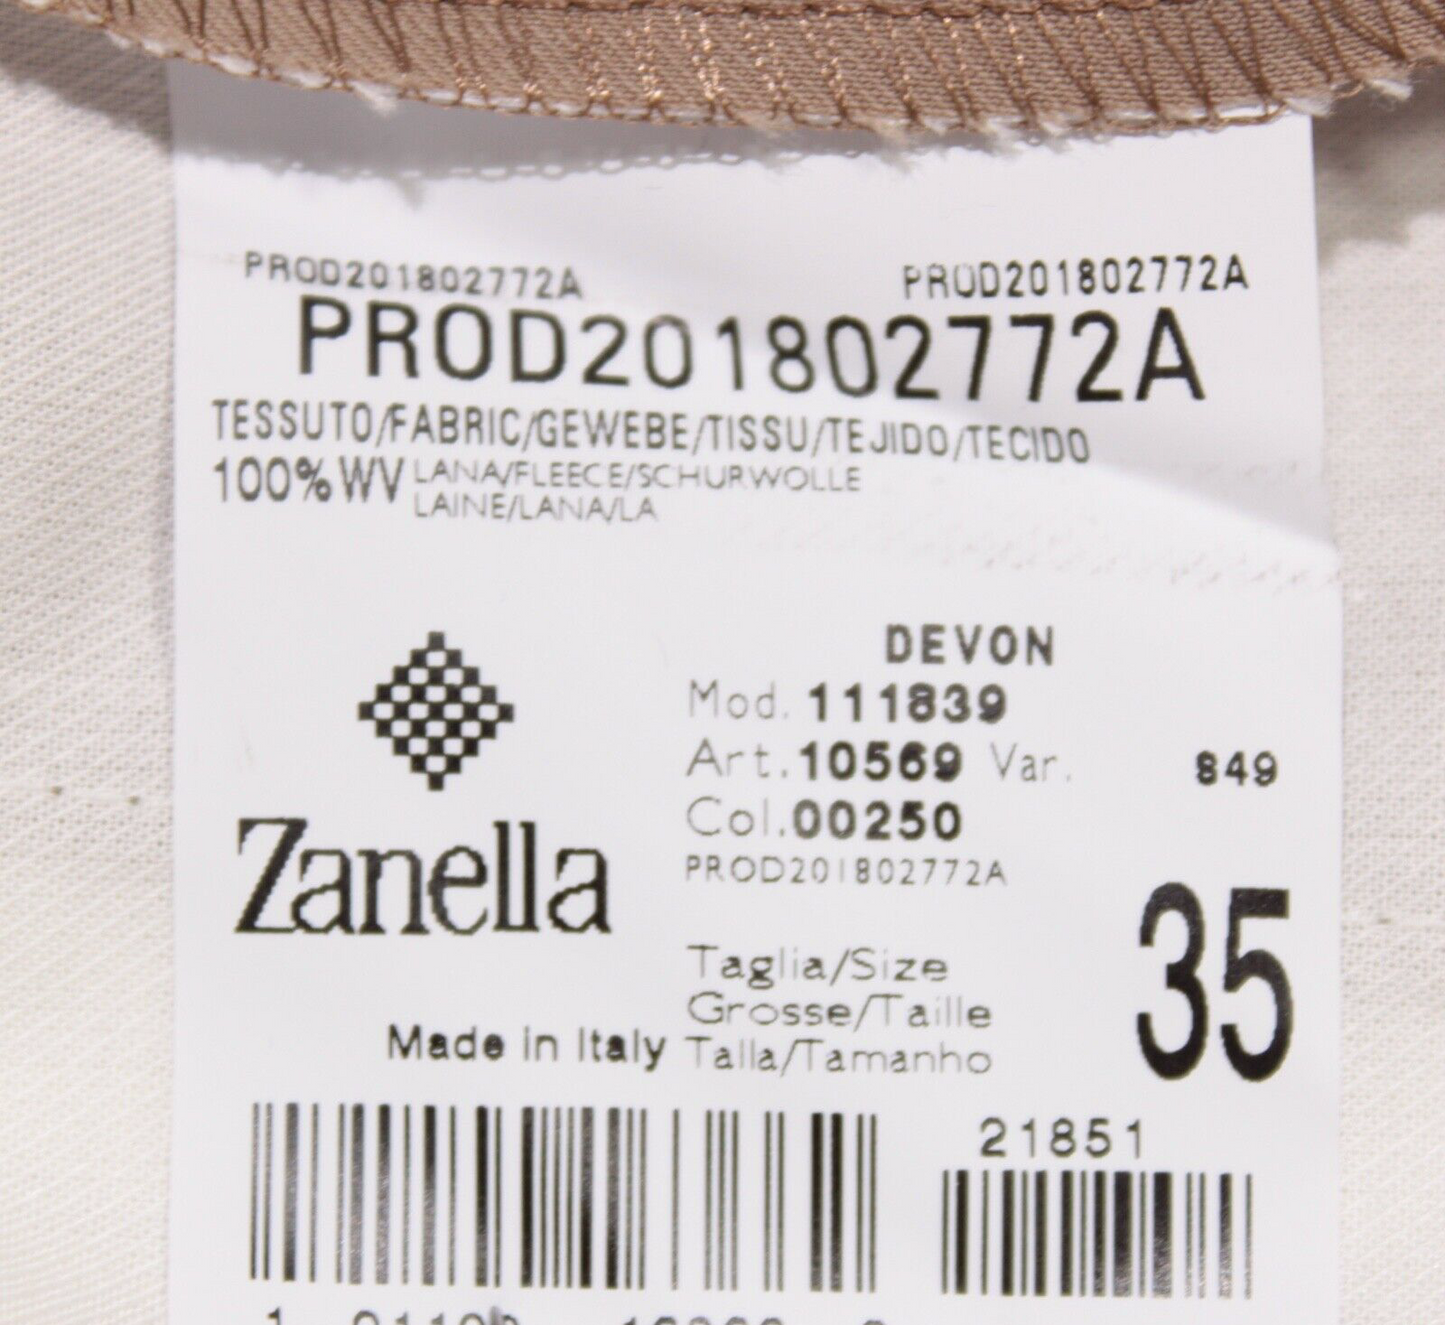 PROD201802772A PROD201802772A
PROD201802772A
TESSUTO/FABRIC/GEWEBE/TISSU/TEJIDO/TECIDO
100% WV LANA/FLEECE/SCHURWOLLE
LAINE/LANA/LA
DEVON
Mod. 111839
Art. 10569 Var. 849
Col. 00250
PROD201802772A
Zanella
35
Taglia/Size
Grosse/Taille
Made in Italy Talla/Tamanho
21851